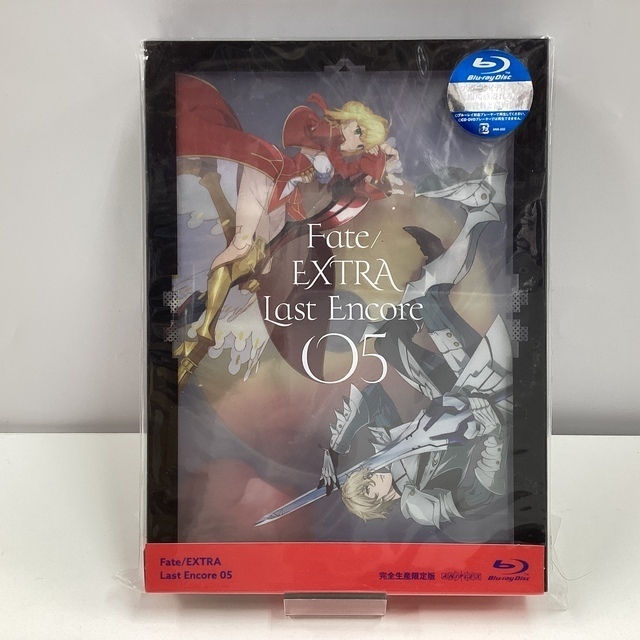 Blu-ray Disc
Fate/
EXTRA
Last Encore
05
Fate/EXTRA
Last Encore 05
完全生産限定版
Blu-ray Disc